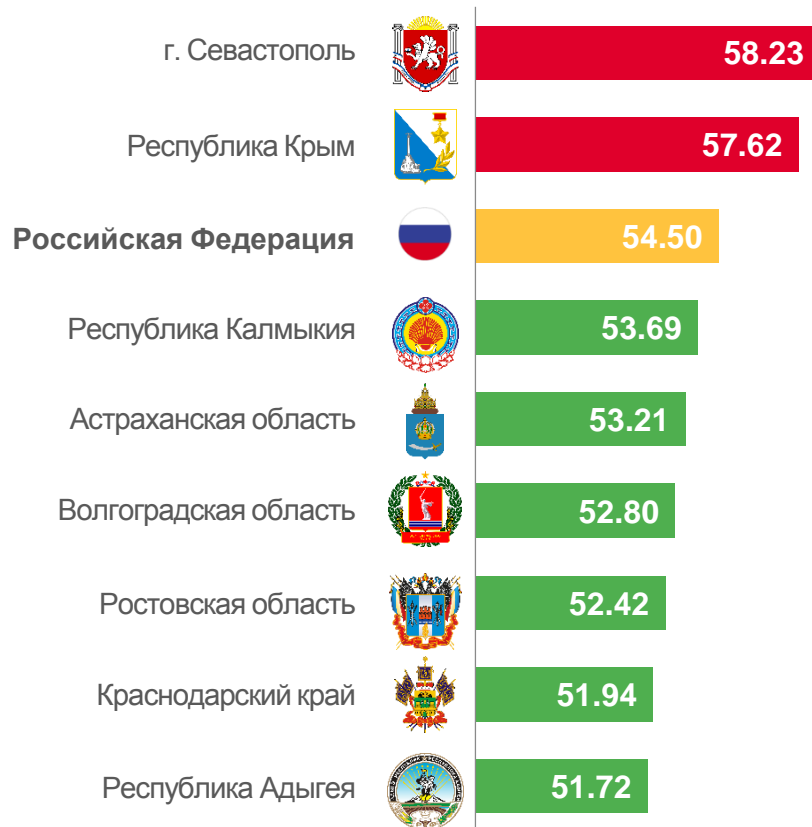 г. Севастополь 58.23
Республика Крым 57.62
Российская Федерация 54.50
Республика Калмыкия 53.69
Астраханская область 53.21
Волгоградская область 52.80
Ростовская область 52.42
Краснодарский край 51.94
Республика Адыгея 51.72